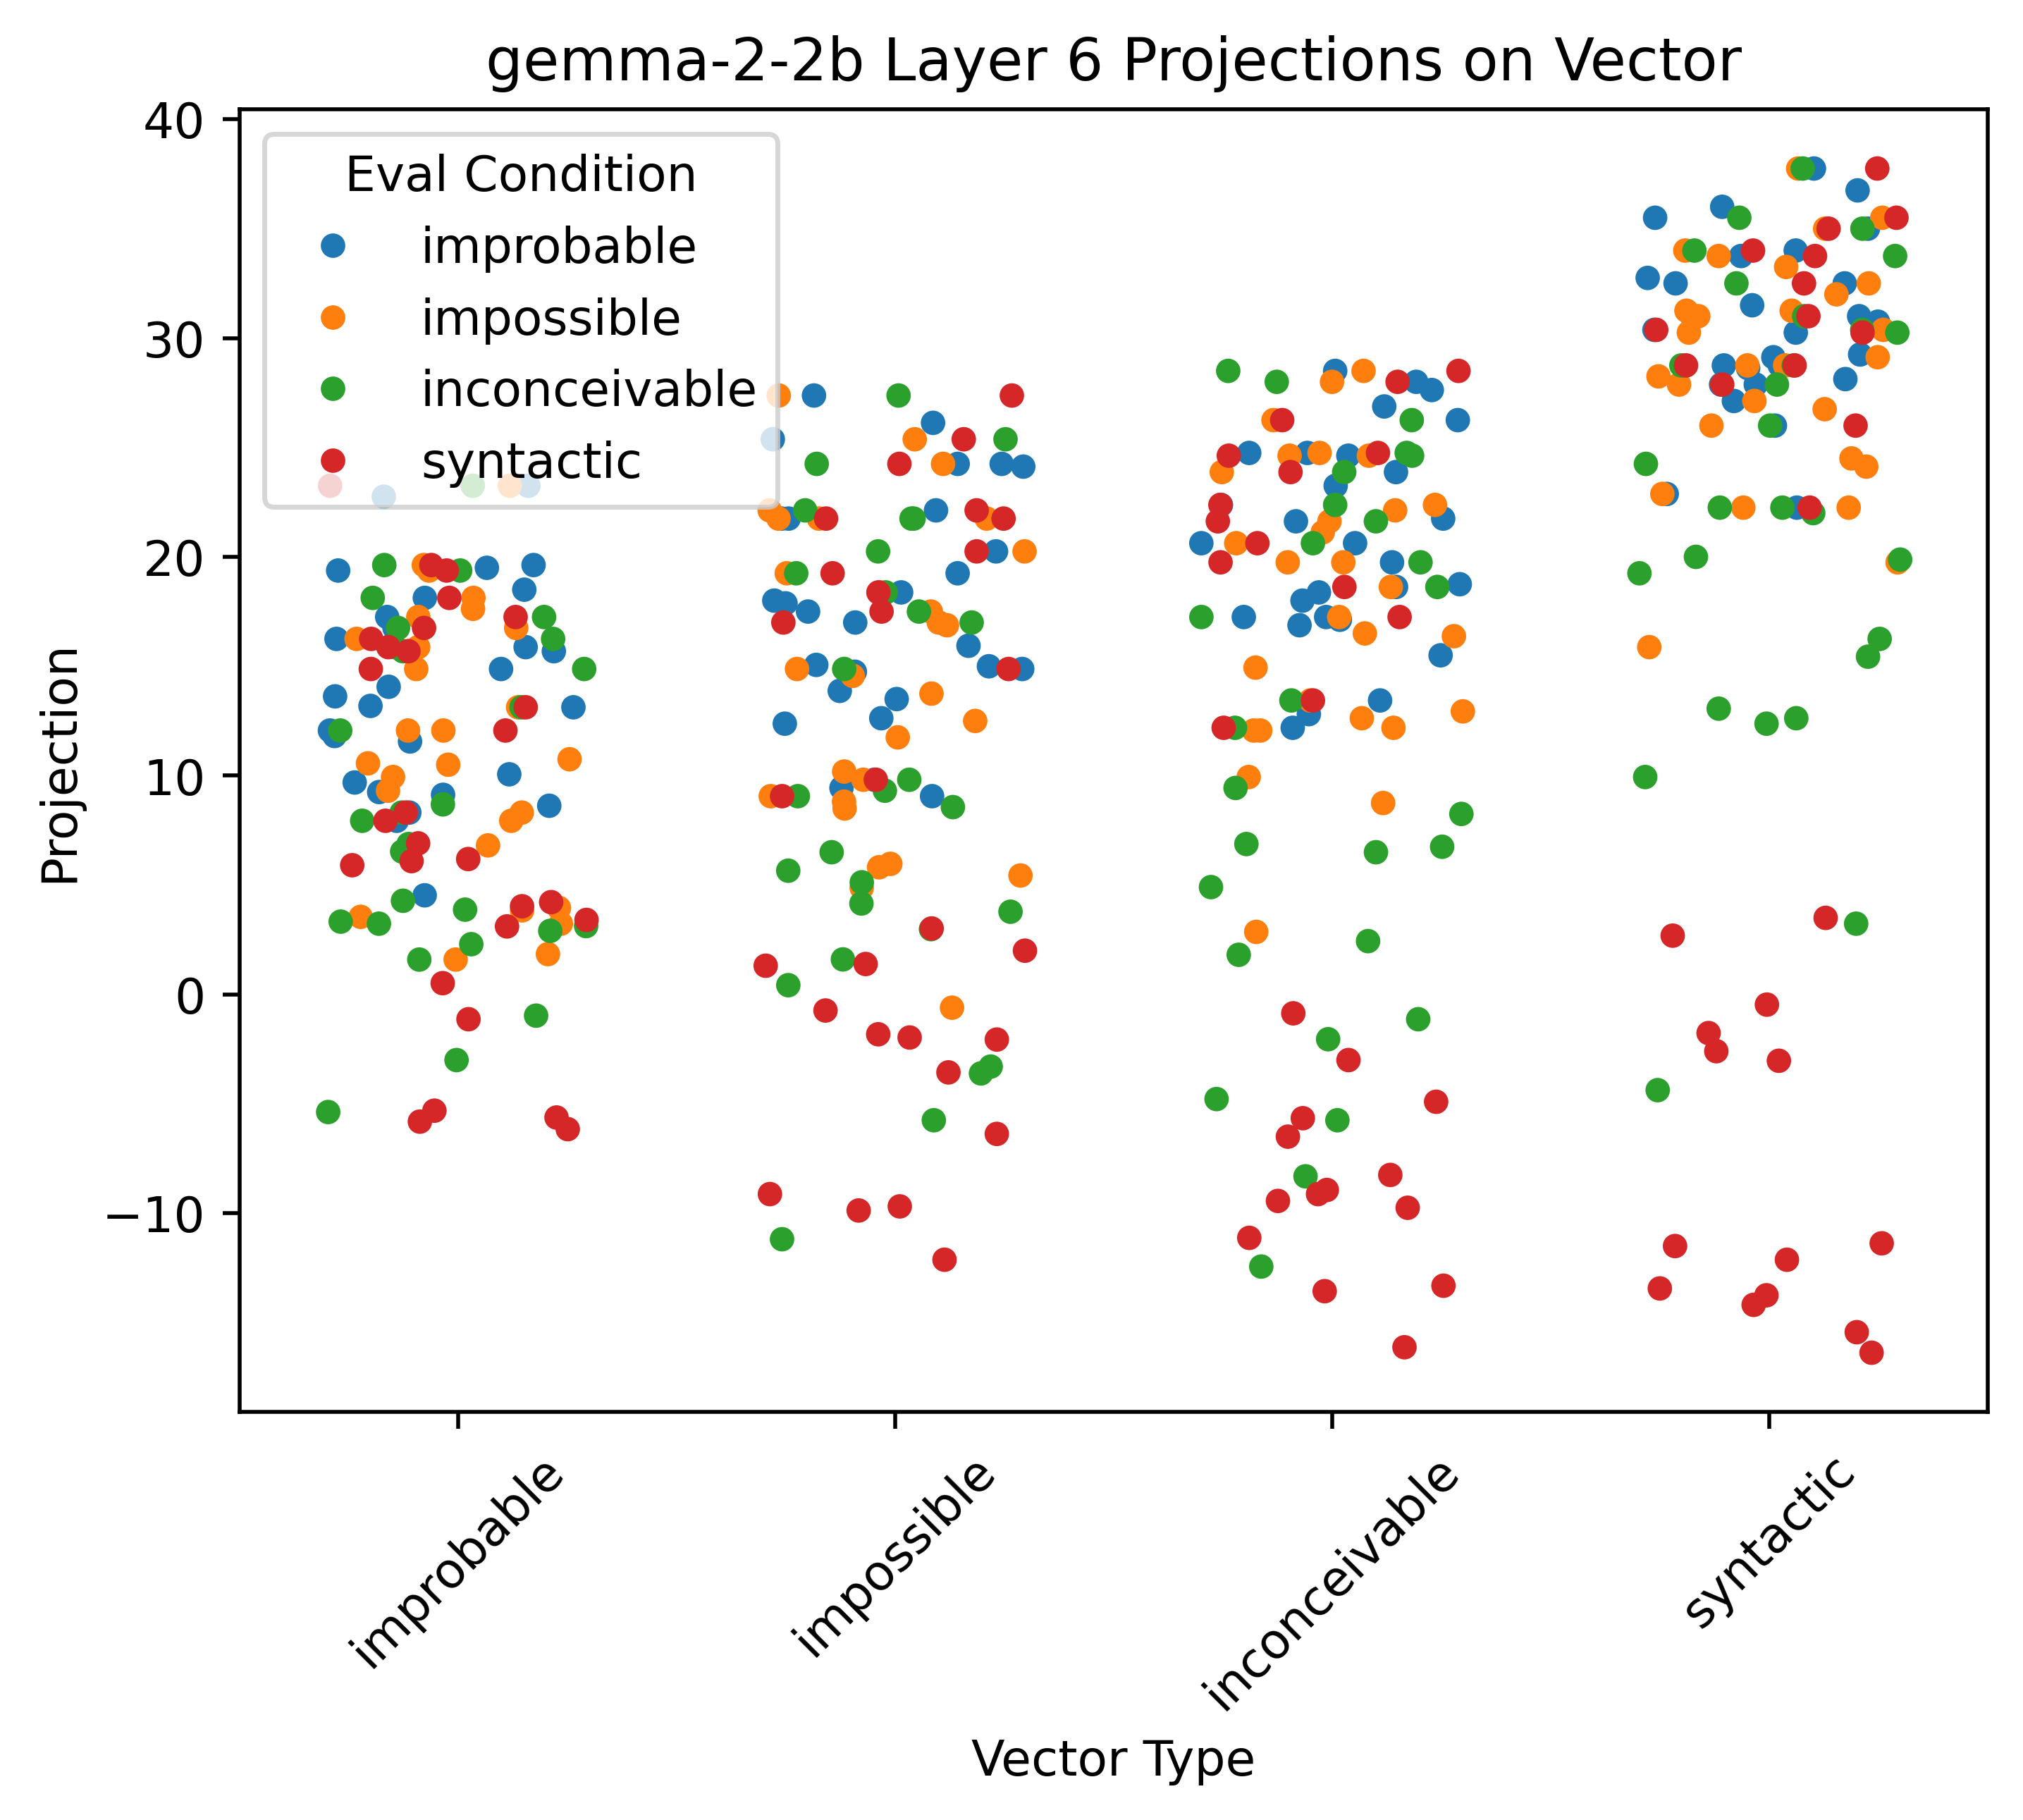 gemma-2-2b Layer 6 Projections on Vector
40
30
20
10
0
−10
Projection
Eval Condition
improbable
impossible
inconceivable
syntactic
improbable
impossible
inconceivable
syntactic
Vector Type